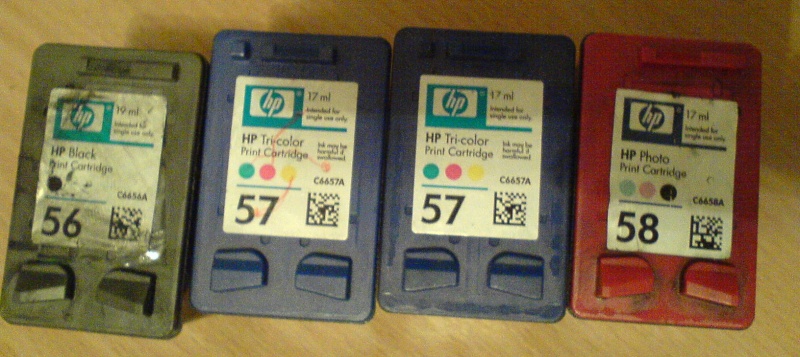 hp
19 ml
Intended for
single use only.
HP Black
Print Cartridge
C6656A
56
hp
17 ml
Intended for
single use only.
HP Tri-color
Print Cartridge
Ink may be
harmful if
swallowed.
C6657A
57
hp
17 ml
Intended for
single use only.
HP Tri-color
Print Cartridge
Ink may be
harmful if
swallowed.
C6657A
57
hp
17 ml
Intended for
single use only.
HP Photo
Print Cartridge
C6658A
58